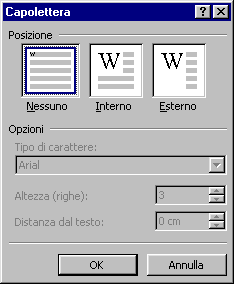 Capolettera
Posizione
W W W
Nessuno Interno Esterno
Opzioni
Tipo di carattere:
Arial
Altezza (righe): 3
Distanza dal testo: 0 cm
OK Annulla